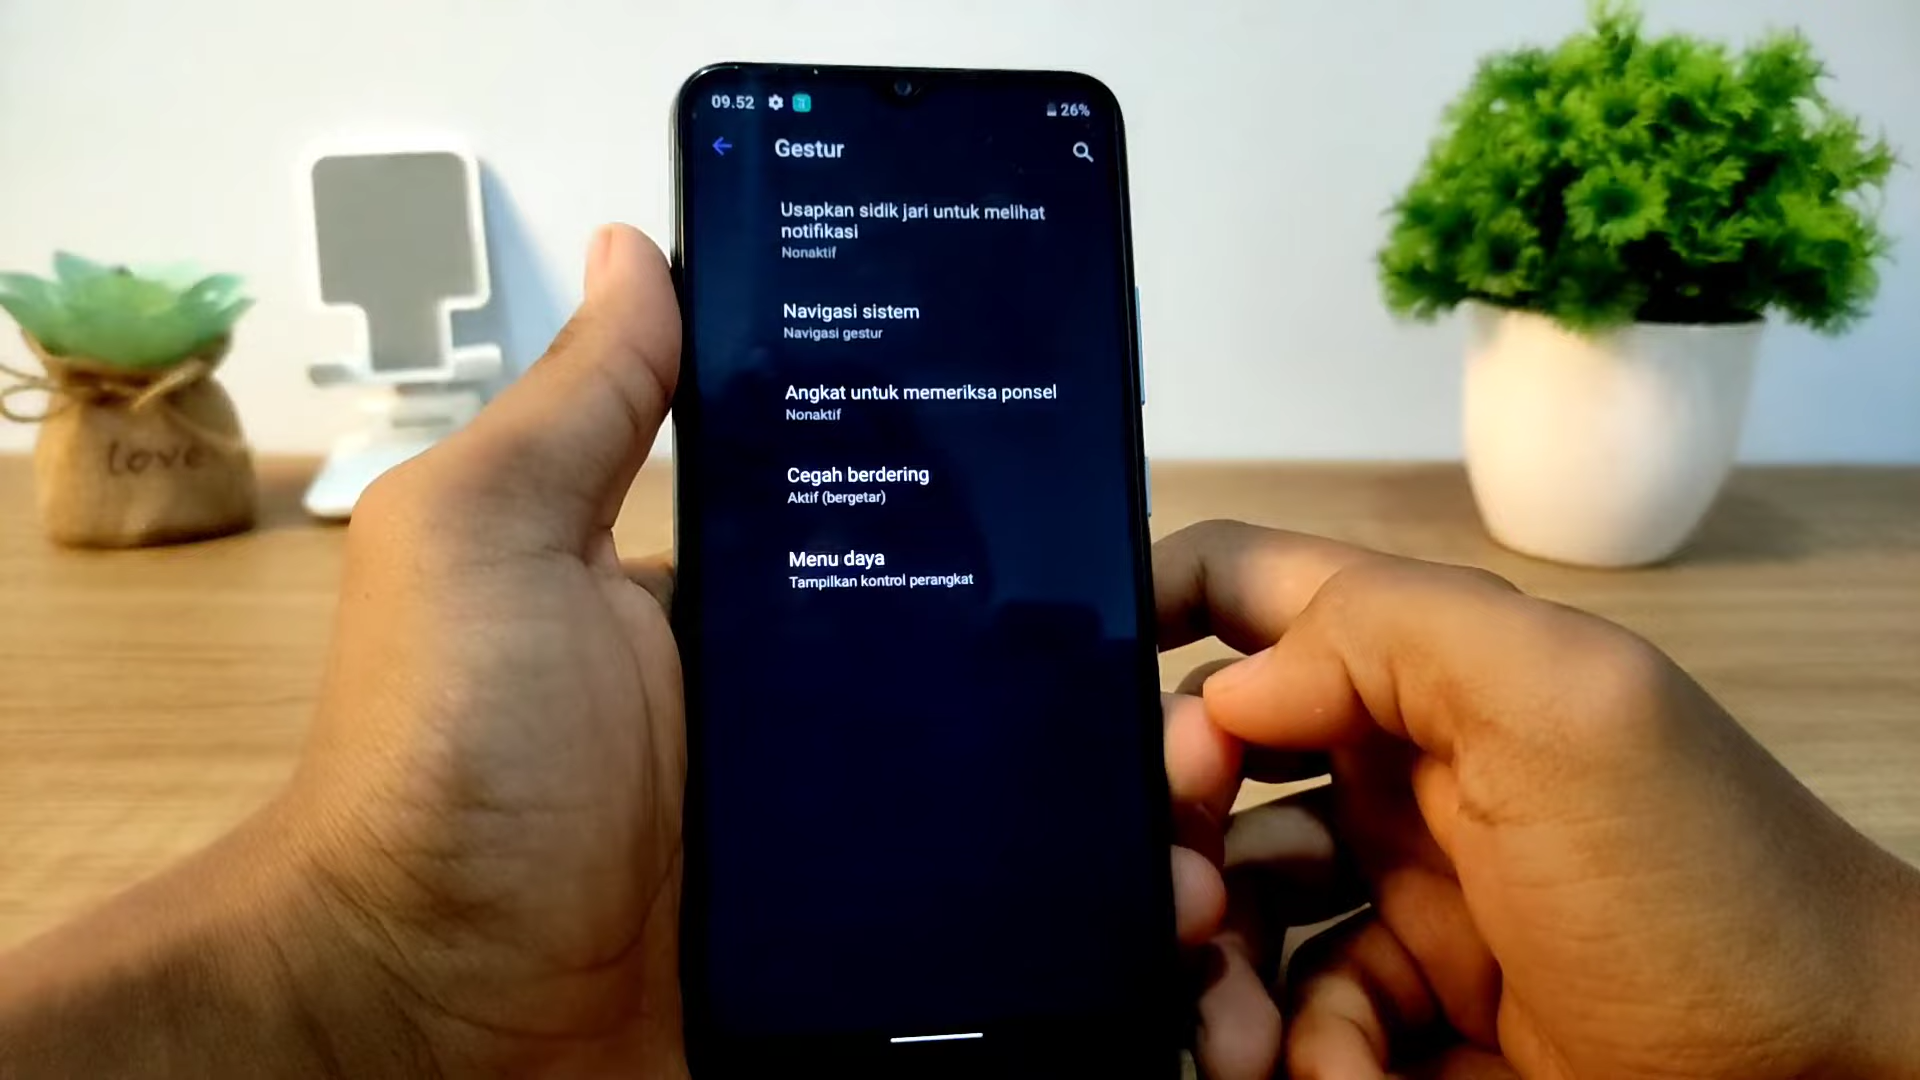 09.52
26%
Gestur
Usapkan sidik jari untuk melihat
notifikasi
Nonaktif
Navigasi sistem
Navigasi gestur
Angkat untuk memeriksa ponsel
Nonaktif
Cegah berdering
Aktif (bergetar)
Menu daya
Tampilkan kontrol perangkat
love